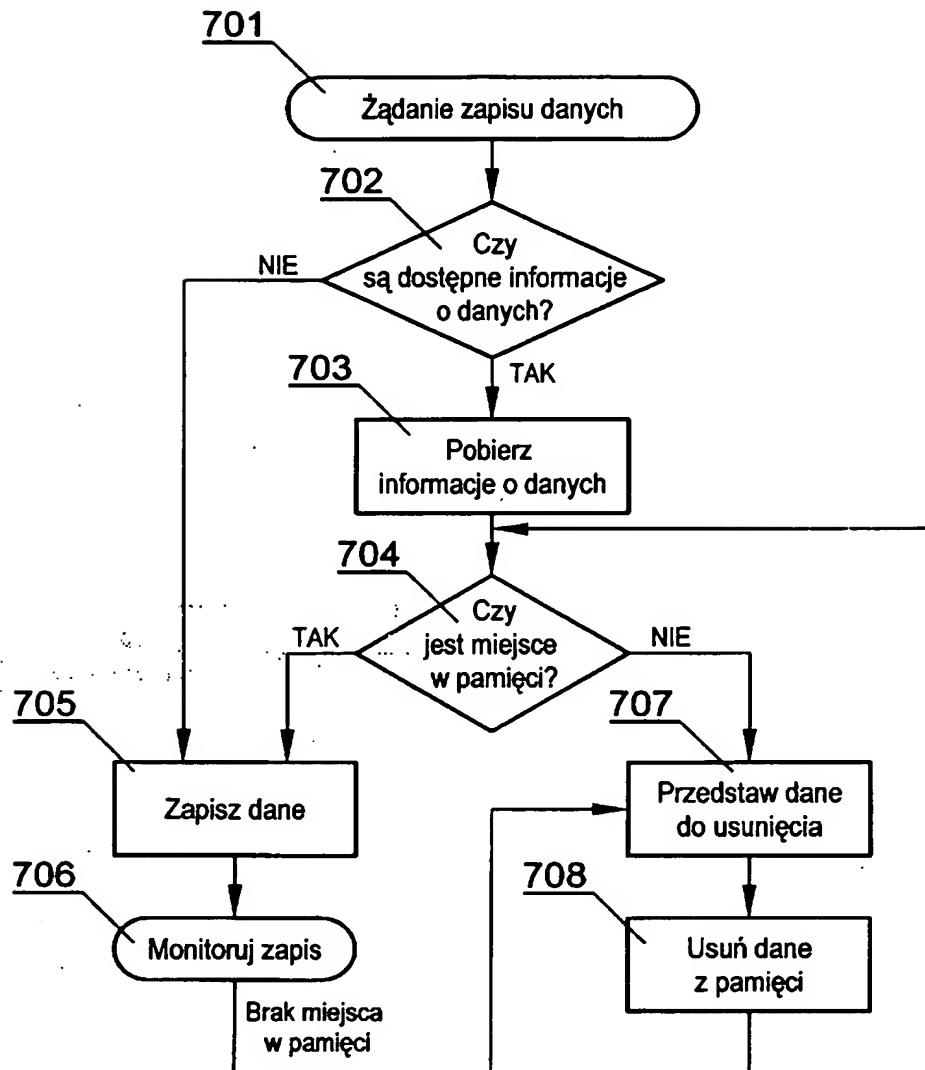 701
Żądanie zapisu danych
702
Czy
są dostępne informacje
o danych?
NIE
TAK
703
Pobierz
informacje o danych
704
Czy
jest miejsce
w pamięci?
TAK
NIE
705
Zapisz dane
707
Przedstaw dane
do usunięcia
706
Monitoruj zapis
708
Usuń dane
z pamięci
Brak miejsca
w pamięci